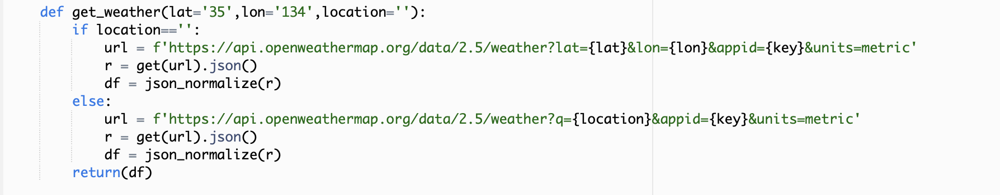 def get_weather(lat='35',lon='134',location=''):
    if location=='':
        url = f'https://api.openweathermap.org/data/2.5/weather?lat={lat}&lon={lon}&appid={key}&units=metric'
        r = get(url).json()
        df = json_normalize(r)
    else:
        url = f'https://api.openweathermap.org/data/2.5/weather?q={location}&appid={key}&units=metric'
        r = get(url).json()
        df = json_normalize(r)
    return(df)